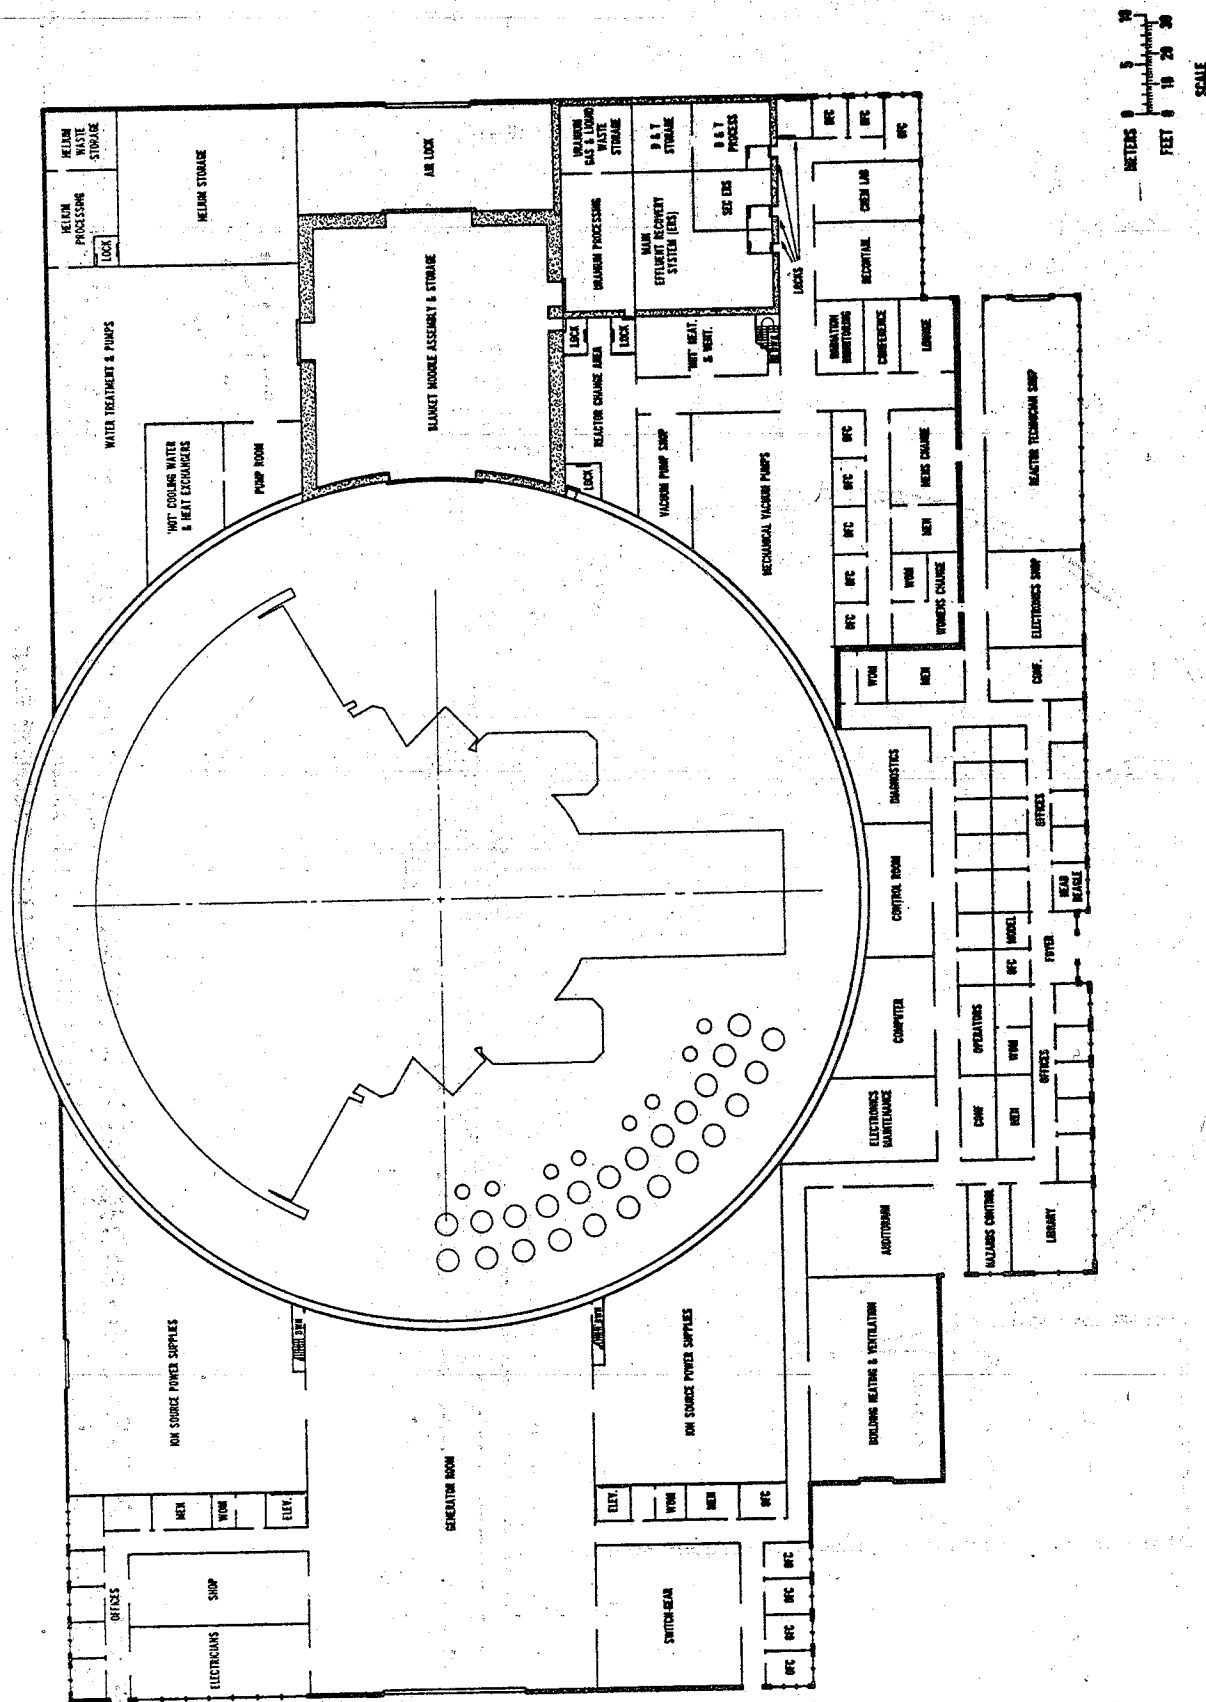 METERS 0 5 10
FEET 0 10 20 30
SCALE
HELIUM
WASTE
STORAGE
HELIUM
PROCESSING
LOCK
HELIUM STORAGE
AIR LOCK
URANIUM
GAS & LIQUID
WASTE
STORAGE
D & T
STORAGE
D & T
PROCESS
OFC
OFC
OFC
WATER TREATMENT & PUMPS
"HOT" COOLING WATER
& HEAT EXCHANGERS
PUMP ROOM
BLANKET MODULE ASSEMBLY & STORAGE
URANIUM PROCESSING
MAIN
EFFLUENT RECOVERY
SYSTEM (ERS)
SEC ERS
LOCKS
CHEM LAB
DECONTAM.
LOCK
LOCK
REACTOR CHANGE AREA
LOCK
"HOT" HEAT.
& VENT.
RADIATION
MONITORING
CONFERENCE
LOUNGE
VACUUM PUMP SHOP
MECHANICAL VACUUM PUMPS
OFC
OFC
OFC
OFC
OFC
MENS CHANGE
MEN
WOM
WOMENS CHANGE
REACTOR TECHNICIAN SHOP
ELECTRONICS SHOP
CONF.
WOM
MEN
DIAGNOSTICS
CONTROL ROOM
COMPUTER
ELECTRONICS
MAINTENANCE
OFFICES
HEAD
BEAGLE
MODEL
OFC
FOYER
OPERATORS
WOM
OFFICES
CONF
MEN
AUDITORIUM
HAZARDS CONTROL
LIBRARY
BUILDING HEATING & VENTILATION
ION SOURCE POWER SUPPLIES
ION SOURCE POWER SUPPLIES
GENERATOR ROOM
MEN
WOM
ELEV.
ELEV.
WOM
MEN
OFC
OFFICES
SHOP
ELECTRICIANS
SWITCH-GEAR
OFC
OFC
OFC
OFC